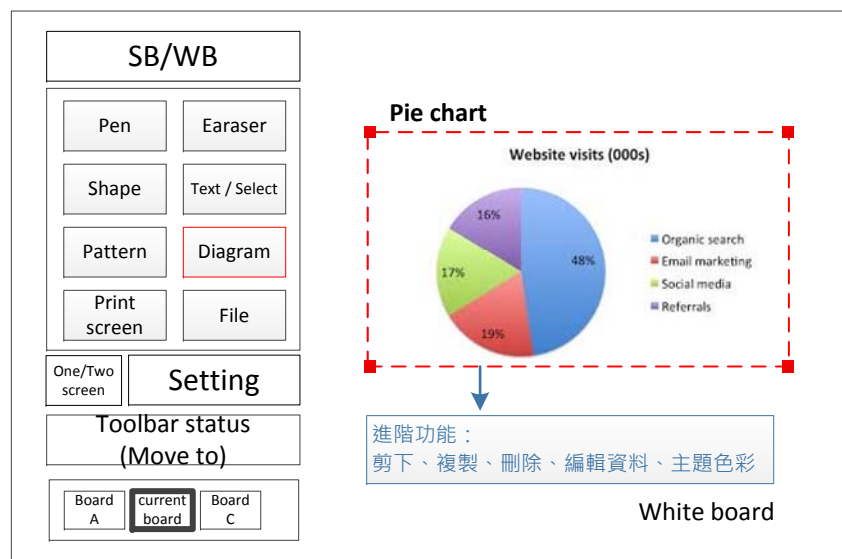 SB/WB
Pen
Earaser
Shape
Text / Select
Pattern
Diagram
Print
screen
File
One/Two
screen
Setting
Toolbar status
(Move to)
Board
A
current
board
Board
C
Pie chart
Website visits (000s)
16%
48%
17%
19%
Organic search
Email marketing
Social media
Referrals
進階功能：
剪下、複製、刪除、編輯資料、主題色彩
White board